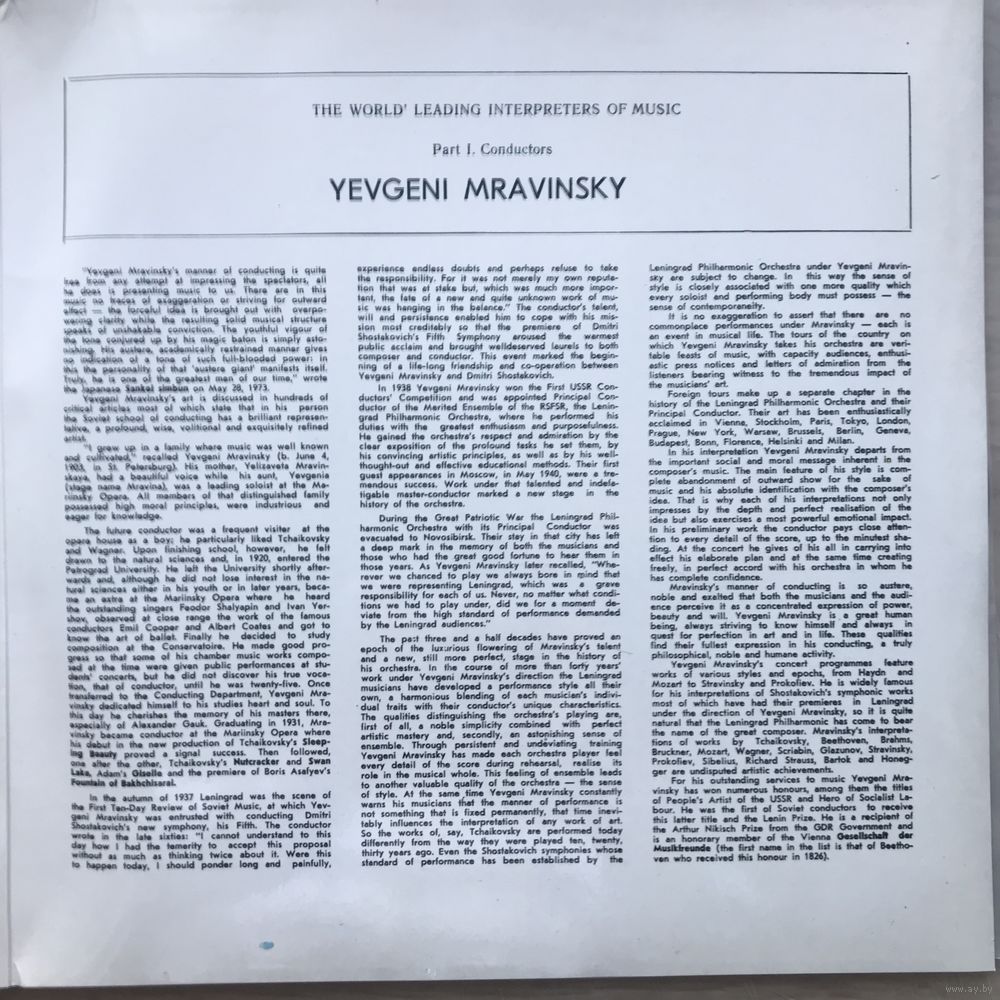 THE WORLD' LEADING INTERPRETERS OF MUSIC
Part I. Conductors
YEVGENI MRAVINSKY
"Yevgeni Mravinsky's manner of conducting is quite
free from any attempt at impressing the spectators, all
he does is presenting music to us. There are in this
music no traces of exaggeration or striving for outward
effect — the forceful idea is brought out with overpo-
wering clarity while the resulting solid musical structure
speaks of unshakable conviction. The youthful vigour of
the tone conjured up by his magic baton is simply asto-
nishing. His austere, academically restrained manner gives
no indication of a tone of such full-blooded power: in
this the personality of that 'austere giant' manifests itself.
Truly, he is one of the greatest men of our time," wrote
the Japanese Sankei simbun on May 28, 1973.
Yevgeni Mravinsky's art is discussed in hundreds of
critical articles most of which state that in his person
the Soviet school of conducting has a brilliant represen-
tative, a profound, wise, volitional and exquisitely refined
artist.
"I grew up in a family where music was well known
and cultivated," recalled Yevgeni Mravinsky (b. June 4,
1903, in St. Petersburg). His mother, Yelizaveta Mravin-
skaya, had a beautiful voice while his aunt, Yevgenia
(stage name Mravina), was a leading soloist at the Ma-
riinsky Opera. All members of that distinguished family
possessed high moral principles, were industrious and
eager for knowledge.
The future conductor was a frequent visiter at the
opera house as a boy; he particularly liked Tchaikovsky
and Wagner. Upon finishing school, however, he felt
drawn to the natural sciences and, in 1920, entered the
Petrograd University. He left the University shortly after-
wards and, although he did not lose interest in the na-
tural sciences either in his youth or in later years, beca-
me an extra at the Mariinsky Opera where he heard
the outstanding singers Feodor Shalyapin and Ivan Yer-
shov, observed at close range the work of the famous
conductors Emil Cooper and Albert Coates and got to
know the art of ballet. Finally he decided to study
composition at the Conservatoire. He made good pro-
gress so that some of his chamber music works compo-
sed at the time were given public performances at stu-
dents' concerts, but he did not discover his true voca-
tion, that of conductor, until he was twenty-five. Once
transferred to the Conducting Department, Yevgeni Mra-
vinsky dedicated himself to his studies heart and soul. To
this day he cherishes the memory of his masters there,
especially of Alexander Gauk. Graduating in 1931, Mra-
vinsky became conductor at the Mariinsky Opera where
his debut in the new production of Tchaikovsky's Sleep-
ing Beauty proved a signal success. Then followed,
one after the other, Tchaikovsky's Nutcracker and Swan
Lake, Adam's Giselle and the premiere of Boris Asafyev's
Fountain of Bakhchisarai.
In the autumn of 1937 Leningrad was the scene of
the First Ten-Day Review of Soviet Music, at which Yev-
geni Mravinsky was entrusted with conducting Dmitri
Shostakovich's new symphony, his Fifth. The conductor
wrote in the late sixties: "I cannot understand to this
day how I had the temerity to accept this proposal
without as much as thinking twice about it. Were this
to happen today, I should ponder long and painfully,
experience endless doubts and perhaps refuse to take
the responsibility. For it was not merely my own reputa-
tion that was at stake but, which was much more impor-
tant, the fate of a new and quite unknown work of mu-
sic was hanging in the balance." The conductor's talent,
will and persistence enabled him to cope with his mis-
sion most creditably so that the premiere of Dmitri
Shostakovich's Fifth Symphony aroused the warmest
public acclaim and brought welldeserved laurels to both
composer and conductor. This event marked the begin-
ning of a life-long friendship and co-operation between
Yevgeni Mravinsky and Dmitri Shostakovich.
In 1938 Yevgeni Mravinsky won the First USSR Con-
ductors' Competition and was appointed Principal Con-
ductor of the Merited Ensemble of the RSFSR, the Lenin-
grad Philharmonic Orchestra, where he performed his
duties with the greatest enthusiasm and purposefulness.
He gained the orchestra's respect and admiration by the
clear exposition of the profound tasks he set them, by
his convincing artistic principles, as well as by his well-
thought-out and effective educational methods. Their first
guest appearances in Moscow, in May 1940, were a tre-
mendous success. Work under that talented and indefa-
tigable master-conductor marked a new stage in the
history of the orchestra.
During the Great Patriotic War the Leningrad Phil-
harmonic Orchestra with its Principal Conductor was
evacuated to Novosibirsk. Their stay in that city has left
a deep mark in the memory of both the musicians and
those who had the great good fortune to hear them in
those years. As Yevgeni Mravinsky later recalled, "Whe-
rever we chanced to play we always bore in mind that
we were representing Leningrad, which was a grave
responsibility for each of us. Never, no matter what condi-
tions we had to play under, did we for a moment de-
viate from the high standard of performance demanded
by the Leningrad audiences."
The past three and a half decades have proved an
epoch of the luxurious flowering of Mravinsky's talent
and a new, still more perfect, stage in the history of
his orchestra. In the course of more than forty years'
work under Yevgeni Mravinsky's direction the Leningrad
musicians have developed a performance style all their
own, a harmonious blending of each musician's indivi-
dual traits with their conductor's unique characteristics.
The qualities distinguishing the orchestra's playing are,
first of all, a noble simplicity combined with perfect
artistic mastery and, secondly, an astonishing sense of
ensemble. Through persistent and undeviating training
Yevgeni Mravinsky has made each orchestra player feel
every detail of the score during rehearsal, realise its
role in the musical whole. This feeling of ensemble leads
to another valuable quality of the orchestra — the sense
of style. At the same time Yevgeni Mravinsky constantly
warns his musicians that the manner of performance is
not something that is fixed permanently, that time inevi-
tably influences the interpretation of any work of art.
So the works of, say, Tchaikovsky are performed today
differently from the way they were played ten, twenty,
thirty years ago. Even the Shostakovich symphonies whose
standard of performance has been established by the
Leningrad Philharmonic Orchestre under Yevgeni Mravin-
sky are subject to change. In this way the sense of
style is closely associated with one more quality which
every soloist and performing body must possess — the
sense of contemporaneity.
It is no exaggeration to assert that there are no
commonplace performances under Mravinsky — each is
an event in musical life. The tours of the country on
which Yevgeni Mravinsky takes his orchestra are veri-
table feasts of music, with capacity audiences, enthusi-
astic press notices and letters of admiration from the
listeners bearing witness to the tremendous impact of
the musicians' art.
Foreign tours make up a separate chapter in the
history of the Leningrad Philharmonic Orchestra and their
Principal Conductor. Their art has been enthusiastically
acclaimed in Vienna, Stockholm, Paris, Tokyo, London,
Prague, New York, Warsaw, Brussels, Berlin, Geneva,
Budapest, Bonn, Florence, Helsinki and Milan.
In his interpretation Yevgeni Mravinsky departs from
the important social and moral message inherent in the
composer's music. The main feature of his style is com-
plete abandonment of outward show for the sake of
music and his absolute identification with the composer's
idea. That is why each of his interpretations not only
impresses by the depth and perfect realisation of the
idea but also exercises a most powerful emotional impact.
In his preliminary work the conductor pays close atten-
tion to every detail of the score, up to the minutest sha-
ding. At the concert he gives of his all in carrying into
effect his elaborate plan and at the same time creating
freely, in perfect accord with his orchestra in whom he
has complete confidence.
Mravinsky's manner of conducting is so austere,
noble and exalted that both the musicians and the audi-
ence perceive it as a concentrated expression of power,
beauty and will. Yevgeni Mravinsky is a great human
being, always striving to know himself and always in
quest for perfection in art and in life. These qualities
find their fullest expression in his conducting, a truly
philosophical, noble and humane activity.
Yevgeni Mravinsky's concert programmes feature
works of various styles and epochs, from Haydn and
Mozart to Stravinsky and Prokofiev. He is widely famous
for his interpretations of Shostakovich's symphonic works
most of which have had their premieres in Leningrad
under the direction of Yevgeni Mravinsky, so it is quite
natural that the Leningrad Philharmonic has come to bear
the name of the great composer. Mravinsky's interpreta-
tions of works by Tchaikovsky, Beethoven, Brahms,
Bruckner, Mozart, Wagner, Scriabin, Glazunov, Stravinsky,
Prokofiev, Sibelius, Richard Strauss, Bartok and Honeg-
ger are undisputed artistic achievements.
For his outstanding services to music Yevgeni Mra-
vinsky has won numerous honours, among them the titles
of People's Artist of the USSR and Hero of Socialist La-
bour. He was the first of Soviet conductors to receive
this latter title and the Lenin Prize. He is a recipient of
the Arthur Nikisch Prize from the GDR Government and
is an honorary member of the Vienna Gesellschaft der
Musikfreunde (the first name in the list is that of Beetho-
ven who received this honour in 1826).
www.ay.by